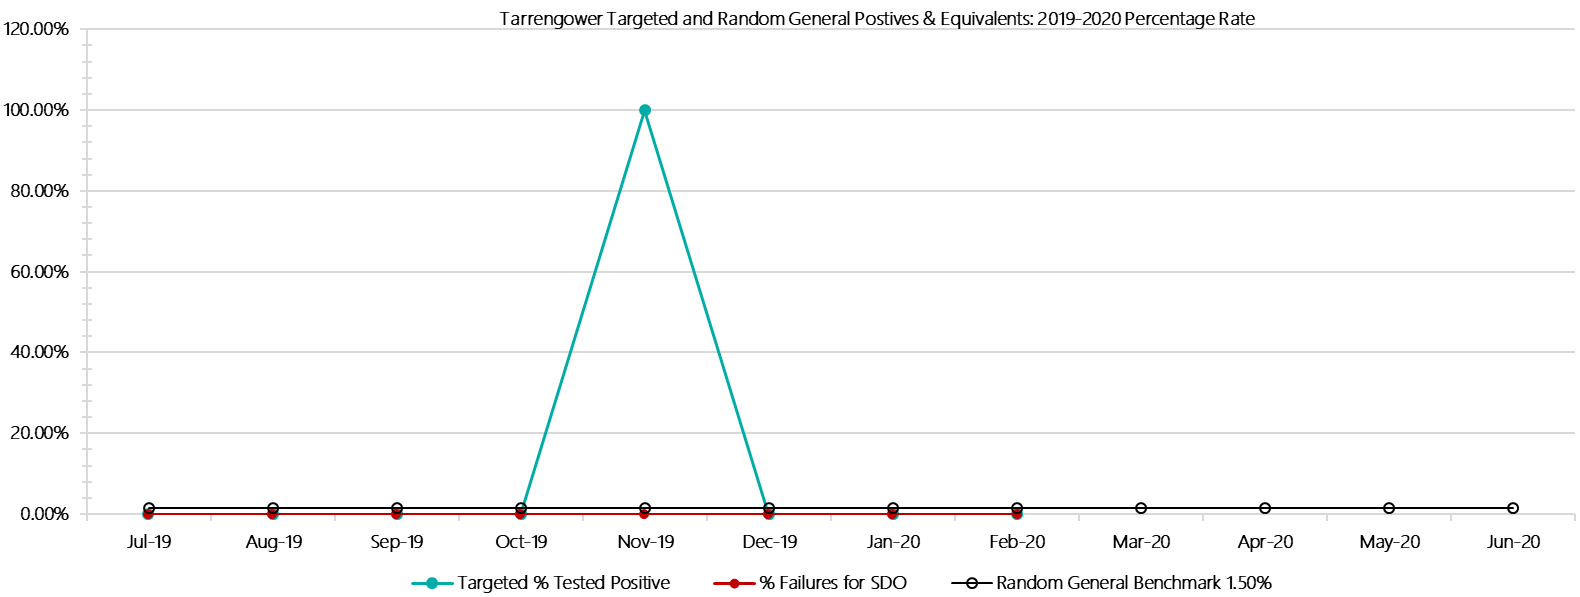 Tarrengower Targeted and Random General Postives & Equivalents: 2019-2020 Percentage Rate
120.00%
100.00%
80.00%
60.00%
40.00%
20.00%
0.00%
Jul-19 Aug-19 Sep-19 Oct-19 Nov-19 Dec-19 Jan-20 Feb-20 Mar-20 Apr-20 May-20 Jun-20
Targeted % Tested Positive % Failures for SDO Random General Benchmark 1.50%